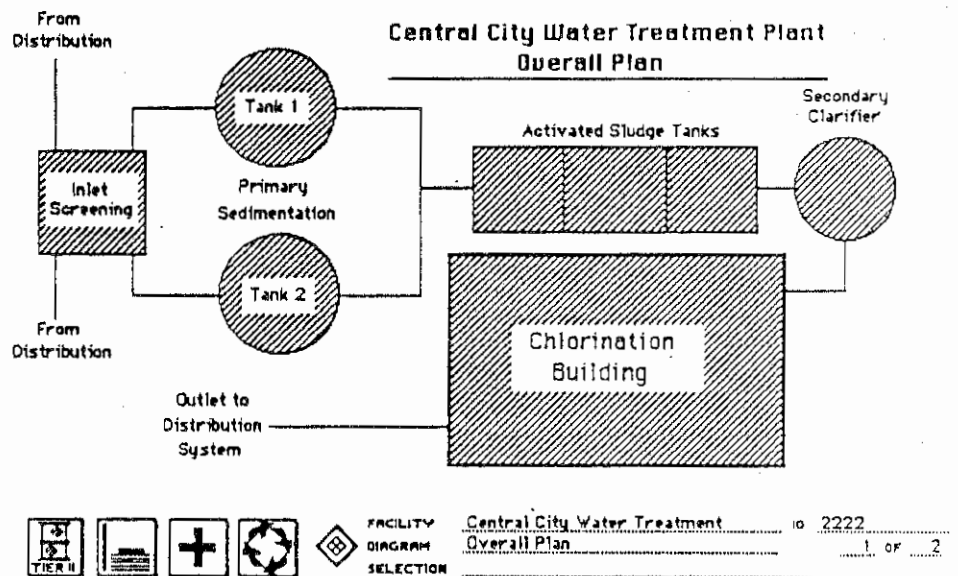 From
Distribution
Central City Water Treatment Plant
Overall Plan
Tank 1
Secondary
Clarifier
Activated Sludge Tanks
Inlet
Screening
Primary
Sedimentation
Tank 2
From
Distribution
Chlorination
Building
Outlet to
Distribution
System
TIER II
FACILITY
DIAGRAM
SELECTION
Central City Water Treatment ID 2222
Overall Plan 1 OF 2